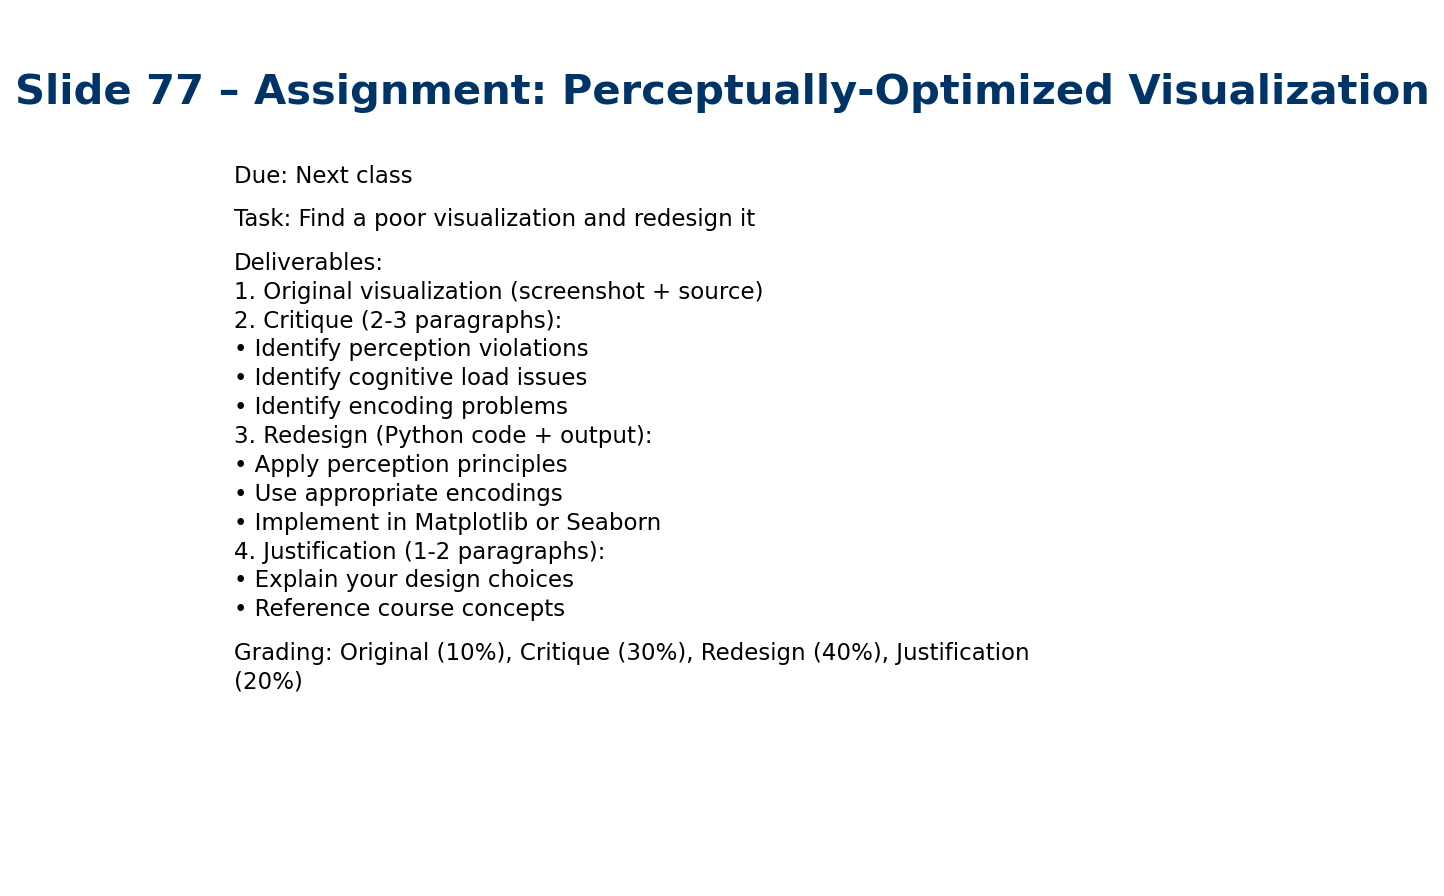 Slide 77 – Assignment: Perceptually-Optimized Visualization
Due: Next class
Task: Find a poor visualization and redesign it
Deliverables:
1. Original visualization (screenshot + source)
2. Critique (2-3 paragraphs):
• Identify perception violations
• Identify cognitive load issues
• Identify encoding problems
3. Redesign (Python code + output):
• Apply perception principles
• Use appropriate encodings
• Implement in Matplotlib or Seaborn
4. Justification (1-2 paragraphs):
• Explain your design choices
• Reference course concepts
Grading: Original (10%), Critique (30%), Redesign (40%), Justification
(20%)